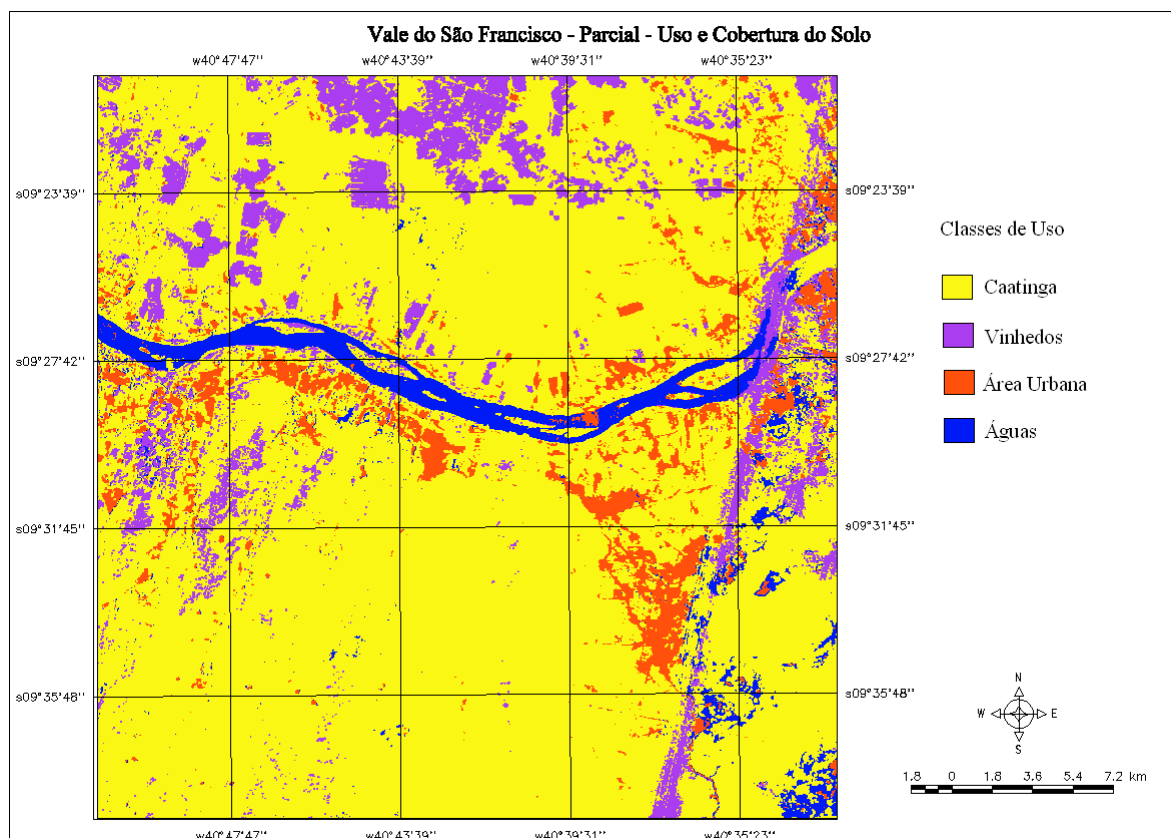 Vale do São Francisco - Parcial - Uso e Cobertura do Solo
w40°47'47'' w40°43'39'' w40°39'31'' w40°35'23''
s09°23'39'' s09°23'39''
Classes de Uso
Caatinga
Vinhedos
s09°27'42'' s09°27'42''
Área Urbana
Águas
s09°31'45'' s09°31'45''
s09°35'48'' s09°35'48''
N
W E
S
1.8 0 1.8 3.6 5.4 7.2 km
w40°47'47'' w40°43'39'' w40°39'31'' w40°35'23''